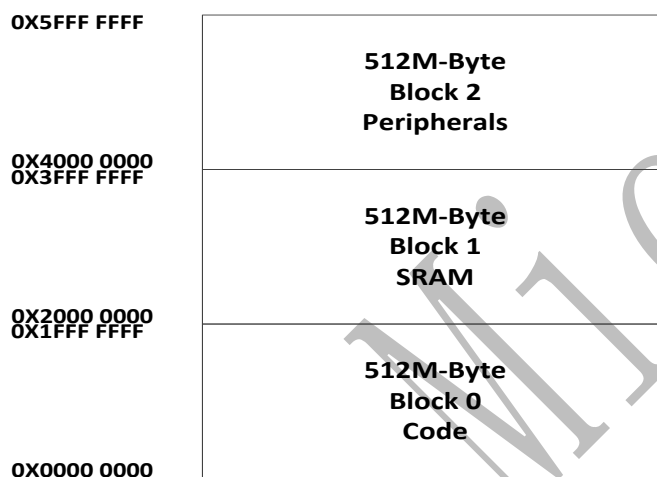 0X5FFF FFFF
512M-Byte
Block 2
Peripherals
0X4000 0000
0X3FFF FFFF
512M-Byte
Block 1
SRAM
0X2000 0000
0X1FFF FFFF
512M-Byte
Block 0
Code
0X0000 0000